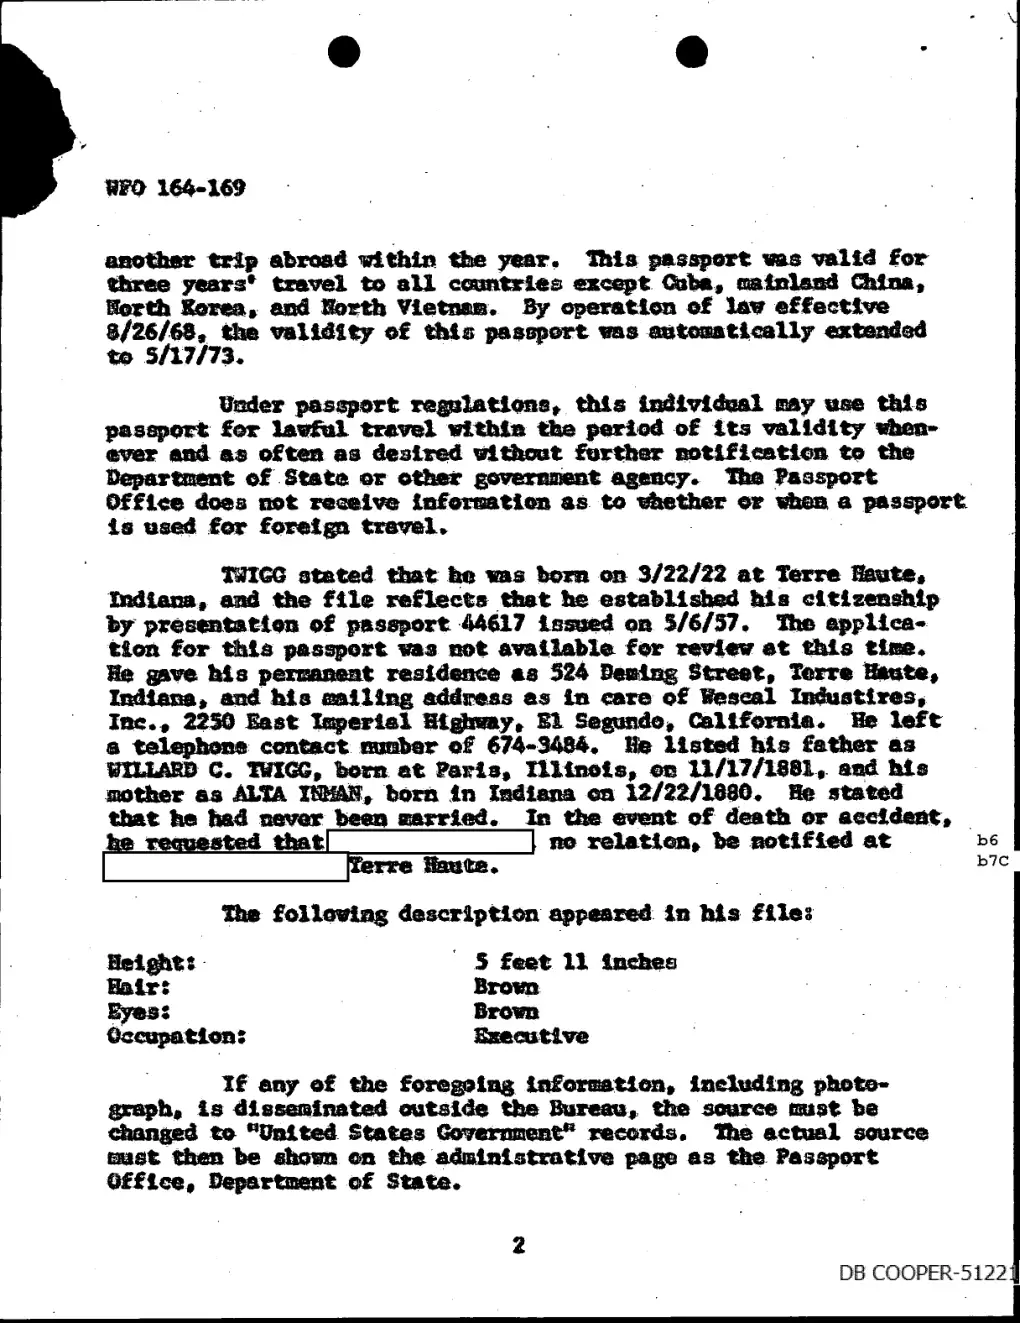 WFO 164-169
another trip abroad within the year. This passport was valid for
three years' travel to all countries except Cuba, mainland China,
North Korea, and North Vietnam. By operation of law effective
8/26/68, the validity of this passport was automatically extended
to 5/17/73.
Under passport regulations, this individual may use this
passport for lawful travel within the period of its validity when-
ever and as often as desired without further notification to the
Department of State or other government agency. The Passport
Office does not receive information as to whether or when a passport
is used for foreign travel.
TWIGG stated that he was born on 3/22/22 at Terre Haute,
Indiana, and the file reflects that he established his citizenship
by presentation of passport 44617 issued on 5/6/57. The applica-
tion for this passport was not available for review at this time.
He gave his permanent residence as 524 Deming Street, Terre Haute,
Indiana, and his mailing address as in care of Wescal Industires,
Inc., 2250 East Imperial Highway, El Segundo, California. He left
a telephone contact number of 674-3484. He listed his father as
WILLARD C. TWIGG, born at Paris, Illinois, on 11/17/1881, and his
mother as ALTA INMAN, born in Indiana on 12/22/1880. He stated
that he had never been married. In the event of death or accident,
he requested that no relation, be notified at
b6
Terre Haute.
b7C
The following description appeared in his file:
Height: 5 feet 11 inches
Hair: Brown
Eyes: Brown
Occupation: Executive
If any of the foregoing information, including photo-
graph, is disseminated outside the Bureau, the source must be
changed to "United States Government" records. The actual source
must then be shown on the administrative page as the Passport
Office, Department of State.
2
DB COOPER-51221